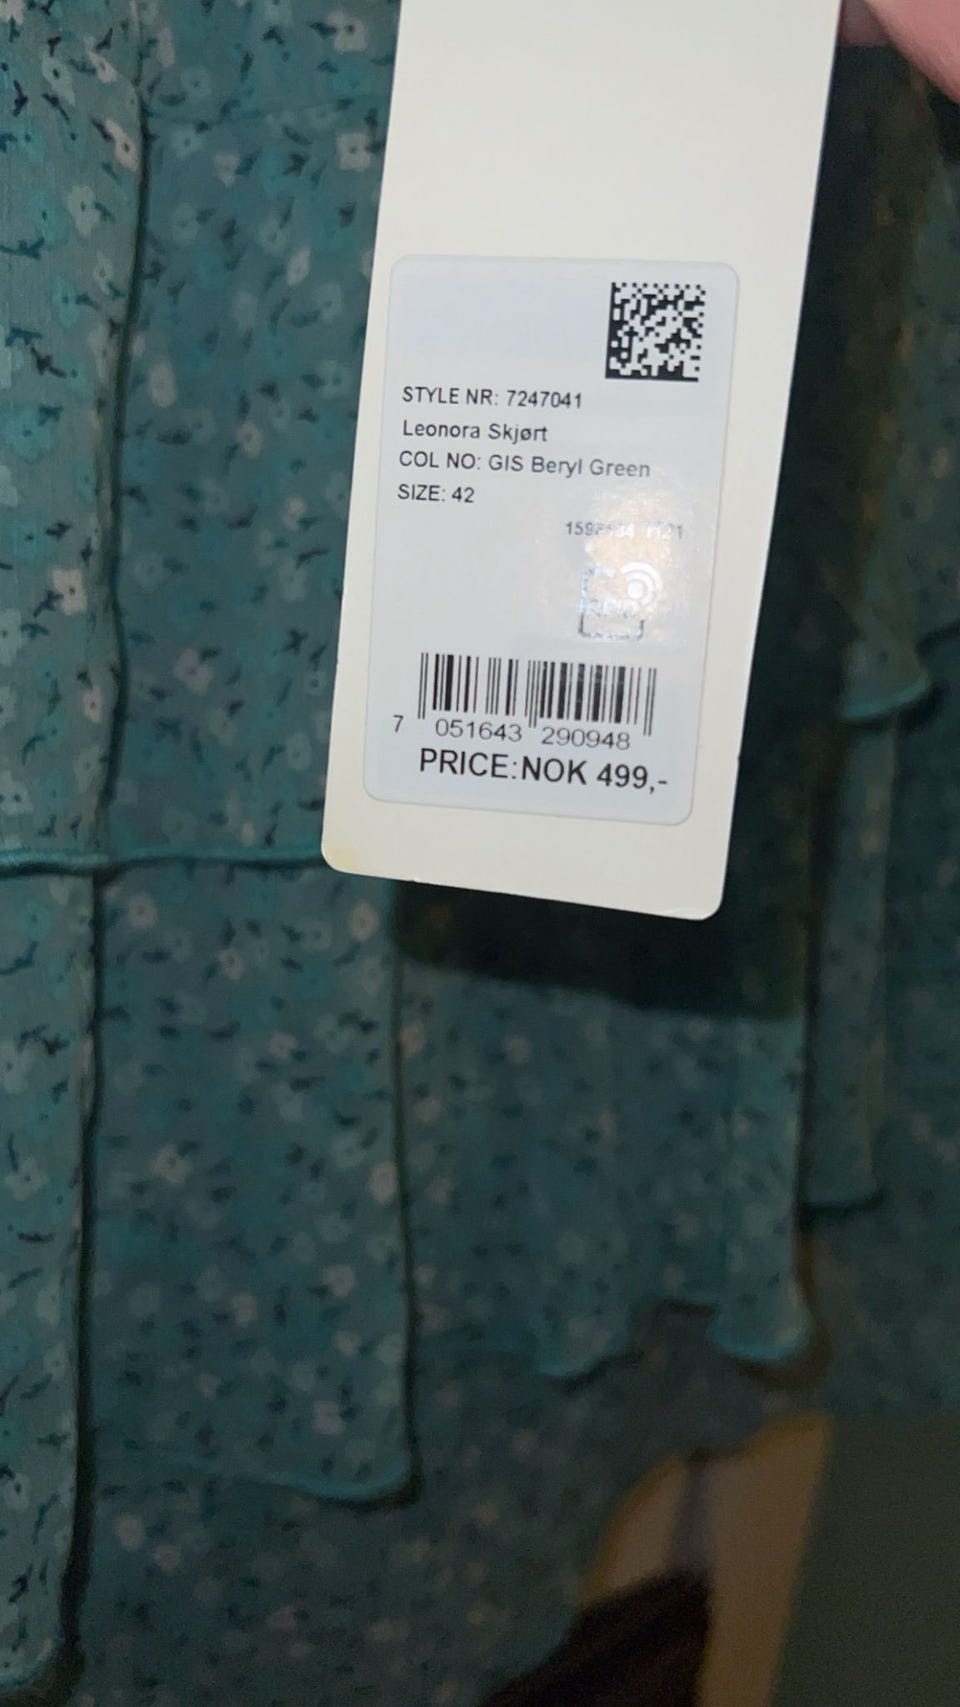 STYLE NR: 7247041
Leonora Skjørt
COL NO: GIS Beryl Green
SIZE: 42
7 051643 290948
PRICE:NOK 499,-